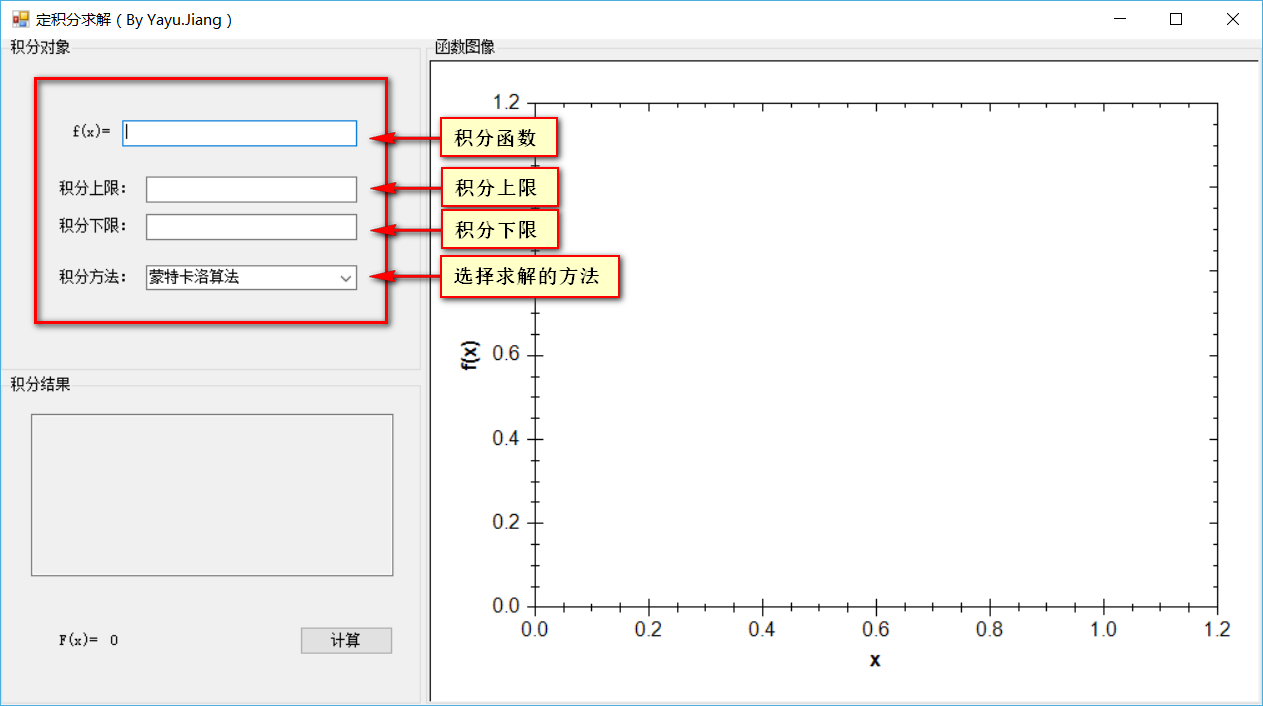 定积分求解 ( By Yayu.Jiang )
积分对象
f(x)=
积分上限:
积分下限:
积分方法: 蒙特卡洛算法
积分函数
积分上限
积分下限
选择求解的方法
积分结果
F(x)= 0
计算
函数图像
1.2
f(x)
0.6
0.4
0.2
0.0
0.0 0.2 0.4 0.6 0.8 1.0 1.2
x